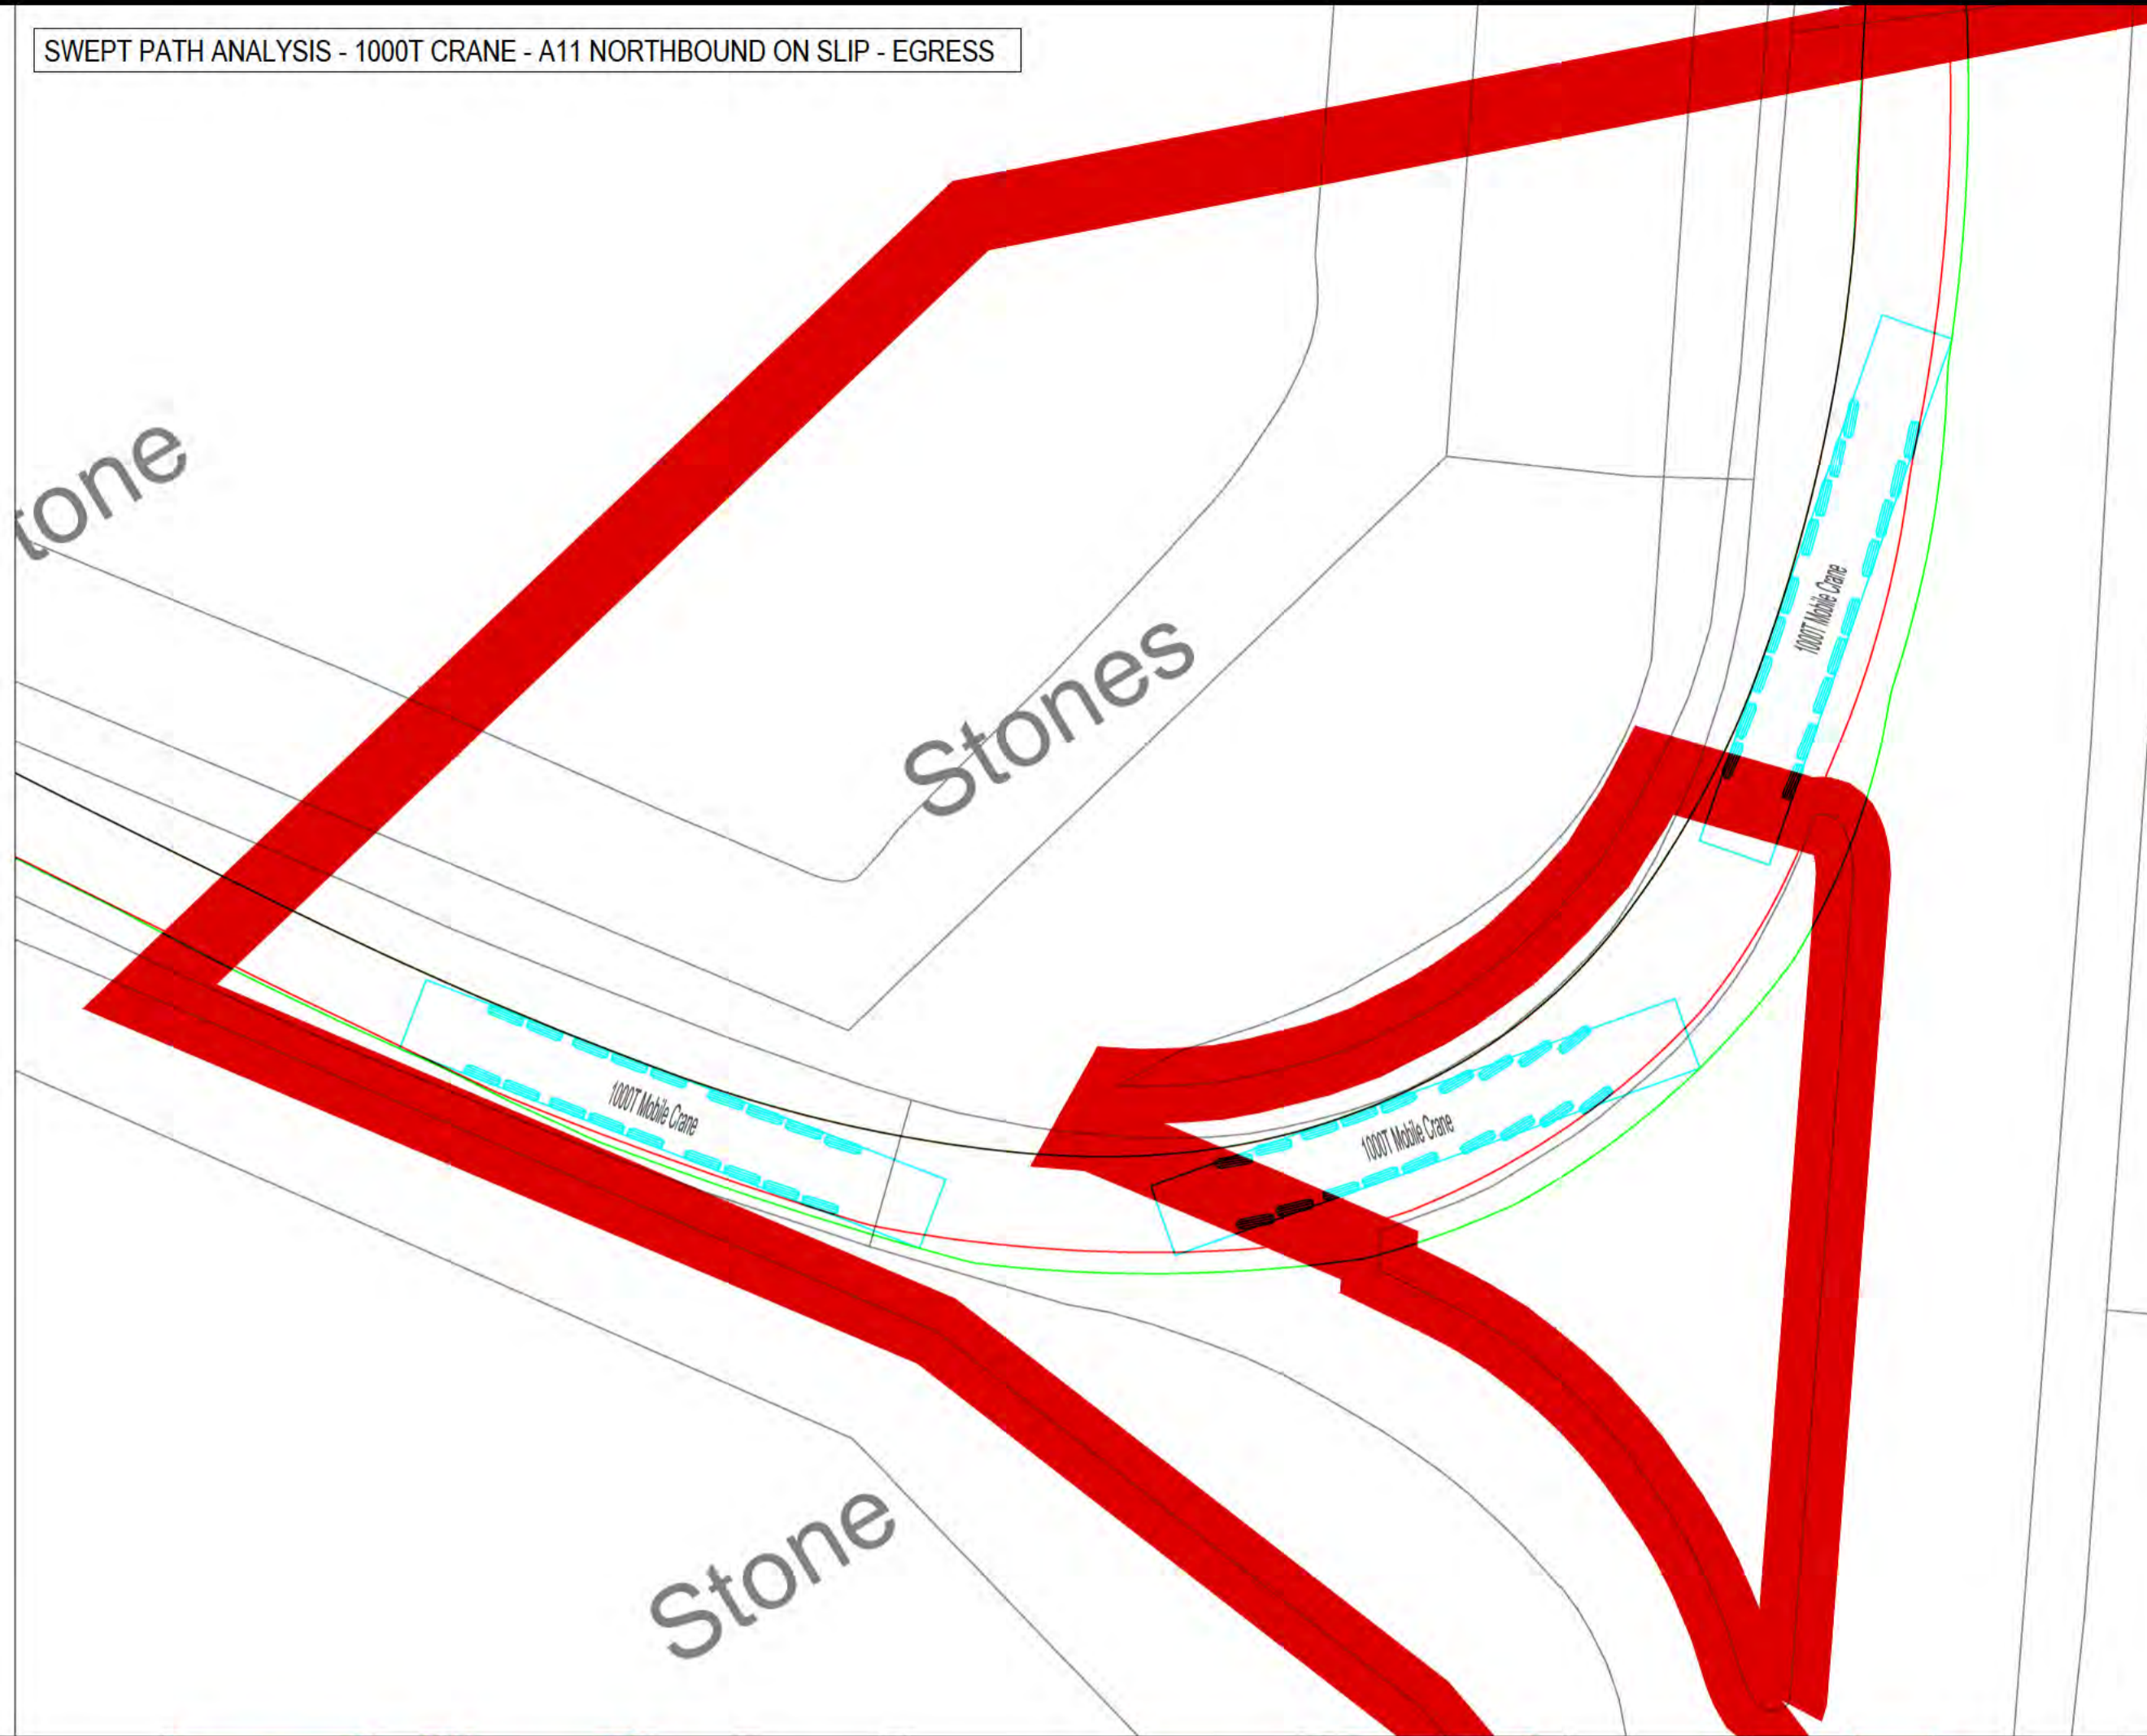 SWEPT PATH ANALYSIS - 1000T CRANE - A11 NORTHBOUND ON SLIP - EGRESS
tone
1000T Mobile Crane
Stones
1000T Mobile Crane
1000T Mobile Crane
Stone